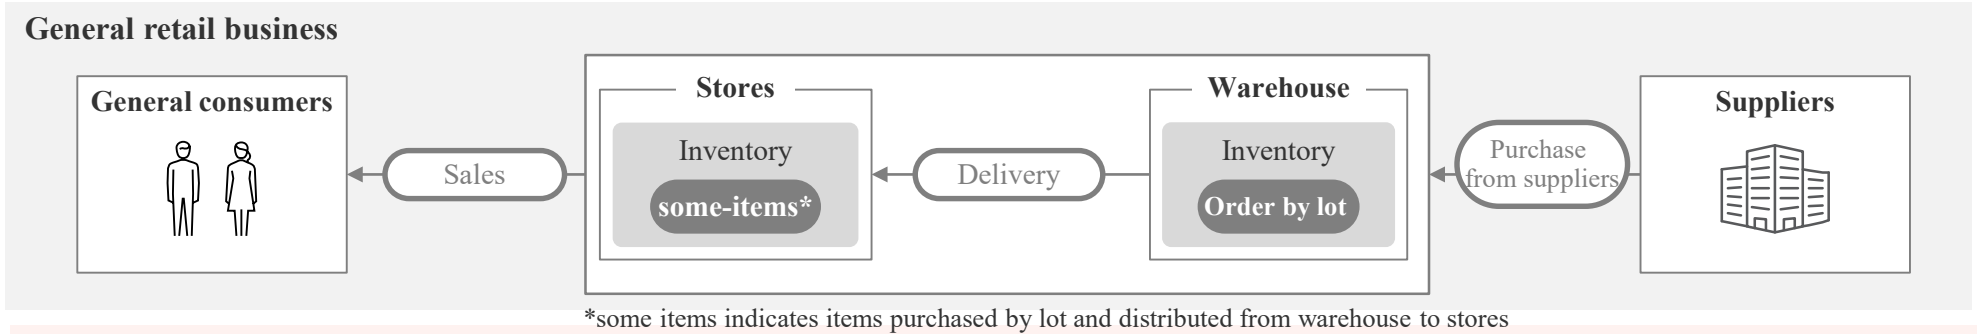 General retail business
General consumers
Sales
Stores
Inventory
some-items*
Delivery
Warehouse
Inventory
Order by lot
Purchase
from suppliers
Suppliers
*some items indicates items purchased by lot and distributed from warehouse to stores